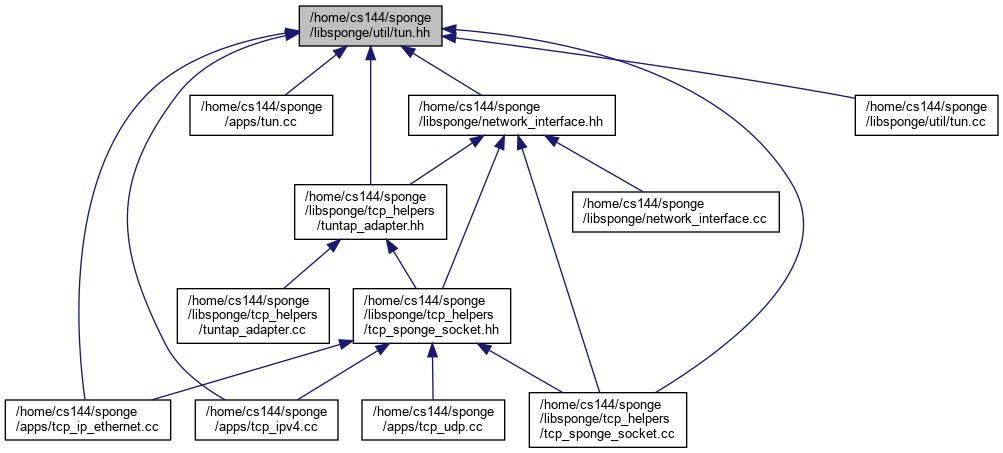 /home/cs144/sponge
/libsponge/util/tun.hh
/home/cs144/sponge
/apps/tun.cc
/home/cs144/sponge
/libsponge/network_interface.hh
/home/cs144/sponge
/libsponge/util/tun.cc
/home/cs144/sponge
/libsponge/tcp_helpers
/tuntap_adapter.hh
/home/cs144/sponge
/libsponge/network_interface.cc
/home/cs144/sponge
/libsponge/tcp_helpers
/tuntap_adapter.cc
/home/cs144/sponge
/libsponge/tcp_helpers
/tcp_sponge_socket.hh
/home/cs144/sponge
/apps/tcp_ip_ethernet.cc
/home/cs144/sponge
/apps/tcp_ipv4.cc
/home/cs144/sponge
/apps/tcp_udp.cc
/home/cs144/sponge
/libsponge/tcp_helpers
/tcp_sponge_socket.cc